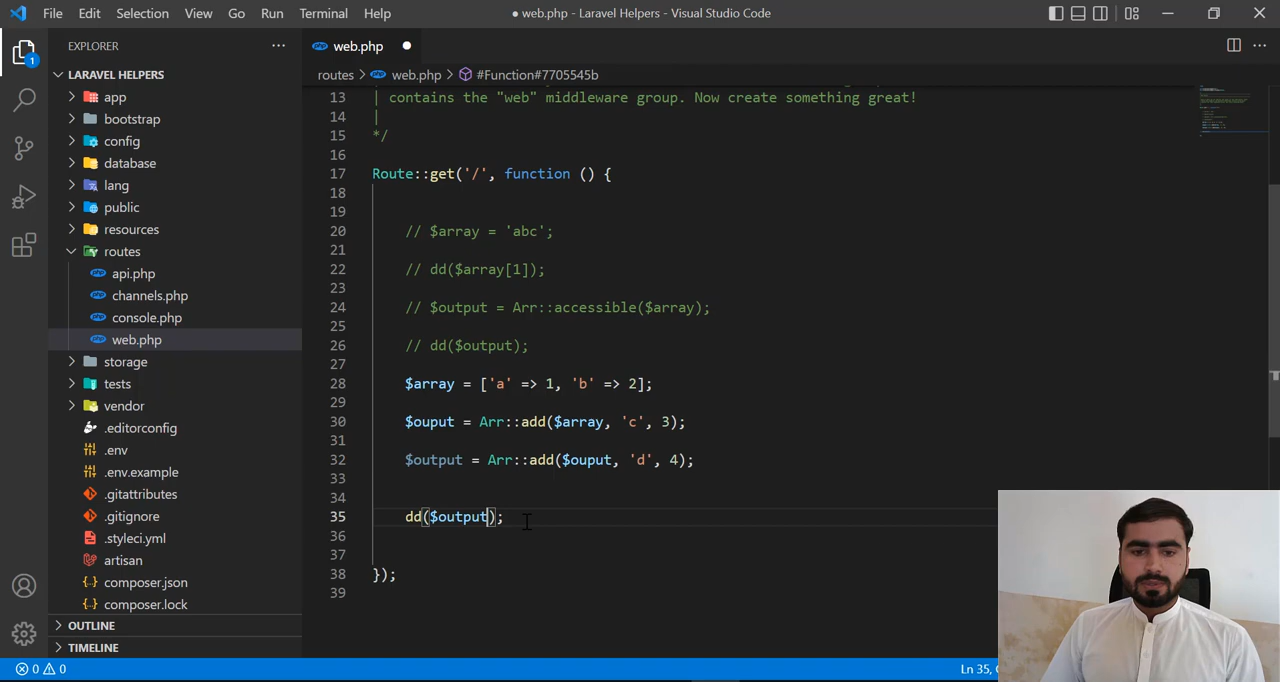 File Edit Selection View Go Run Terminal Help
● web.php - Laravel Helpers - Visual Studio Code
EXPLORER
1
LARAVEL HELPERS
app
bootstrap
config
database
lang
public
resources
routes
api.php
channels.php
console.php
web.php
storage
tests
vendor
.editorconfig
.env
.env.example
.gitattributes
.gitignore
.styleci.yml
artisan
composer.json
composer.lock
OUTLINE
TIMELINE
web.php
routes > web.php > #Function#7705545b
13 | contains the "web" middleware group. Now create something great!
14 |
15 */
16
17 Route::get('/', function () {
18
19
20 // $array = 'abc';
21
22 // dd($array[1]);
23
24 // $output = Arr::accessible($array);
25
26 // dd($output);
27
28 $array = ['a' => 1, 'b' => 2];
29
30 $ouput = Arr::add($array, 'c', 3);
31
32 $output = Arr::add($ouput, 'd', 4);
33
34
35 dd($output);
36
37
38 });
39
0 0
Ln 35,